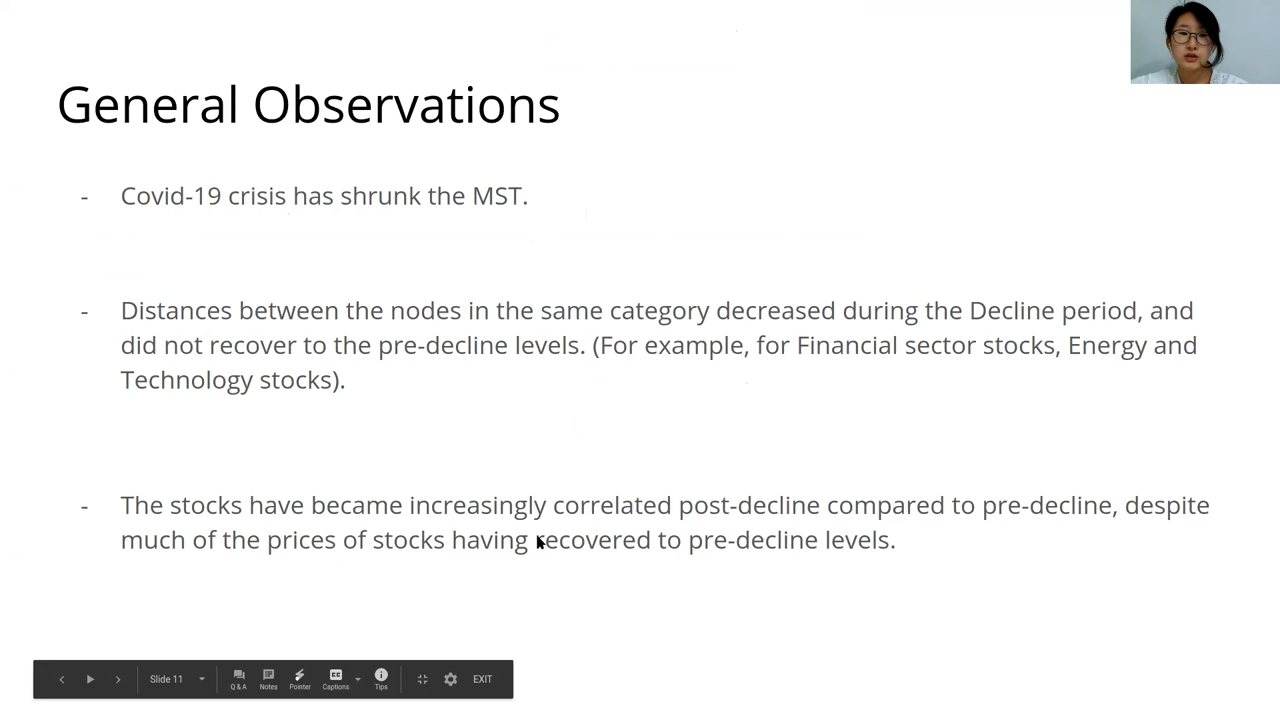 General Observations
- Covid-19 crisis has shrunk the MST.
- Distances between the nodes in the same category decreased during the Decline period, and
did not recover to the pre-decline levels. (For example, for Financial sector stocks, Energy and
Technology stocks).
- The stocks have became increasingly correlated post-decline compared to pre-decline, despite
much of the prices of stocks having recovered to pre-decline levels.
Slide 11 Q & A Notes Pointer Captions Tips EXIT